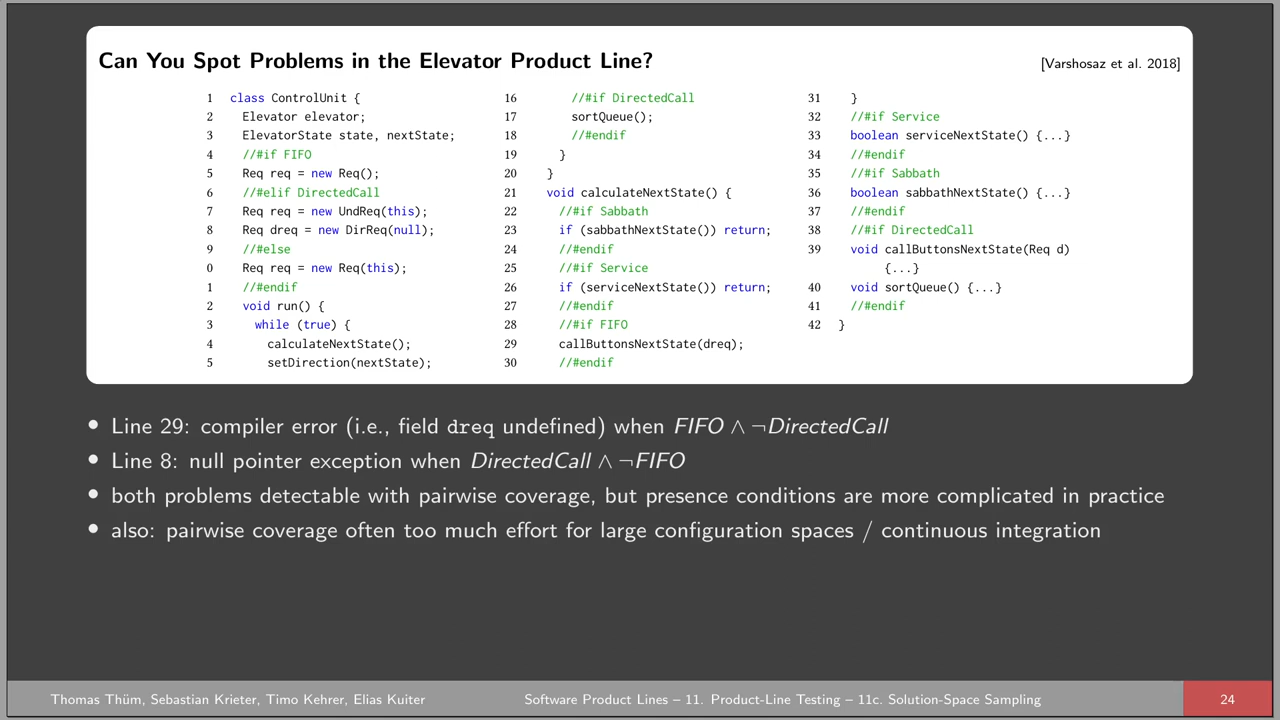 Can You Spot Problems in the Elevator Product Line?
[Varshosaz et al. 2018]
1 class ControlUnit {
2 Elevator elevator;
3 ElevatorState state, nextState;
4 //#if FIFO
5 Req req = new Req();
6 //#elif DirectedCall
7 Req req = new UndReq(this);
8 Req dreq = new DirReq(null);
9 //#else
0 Req req = new Req(this);
1 //#endif
2 void run() {
3 while (true) {
4 calculateNextState();
5 setDirection(nextState);
16 //#if DirectedCall
17 sortQueue();
18 //#endif
19 }
20 }
21 void calculateNextState() {
22 //#if Sabbath
23 if (sabbathNextState()) return;
24 //#endif
25 //#if Service
26 if (serviceNextState()) return;
27 //#endif
28 //#if FIFO
29 callButtonsNextState(dreq);
30 //#endif
31 }
32 //#if Service
33 boolean serviceNextState() {...}
34 //#endif
35 //#if Sabbath
36 boolean sabbathNextState() {...}
37 //#endif
38 //#if DirectedCall
39 void callButtonsNextState(Req d)
{...}
40 void sortQueue() {...}
41 //#endif
42 }
• Line 29: compiler error (i.e., field dreq undefined) when FIFO ∧ ¬DirectedCall
• Line 8: null pointer exception when DirectedCall ∧ ¬FIFO
• both problems detectable with pairwise coverage, but presence conditions are more complicated in practice
• also: pairwise coverage often too much effort for large configuration spaces / continuous integration
Thomas Thüm, Sebastian Krieter, Timo Kehrer, Elias Kuiter
Software Product Lines – 11. Product-Line Testing – 11c. Solution-Space Sampling
24